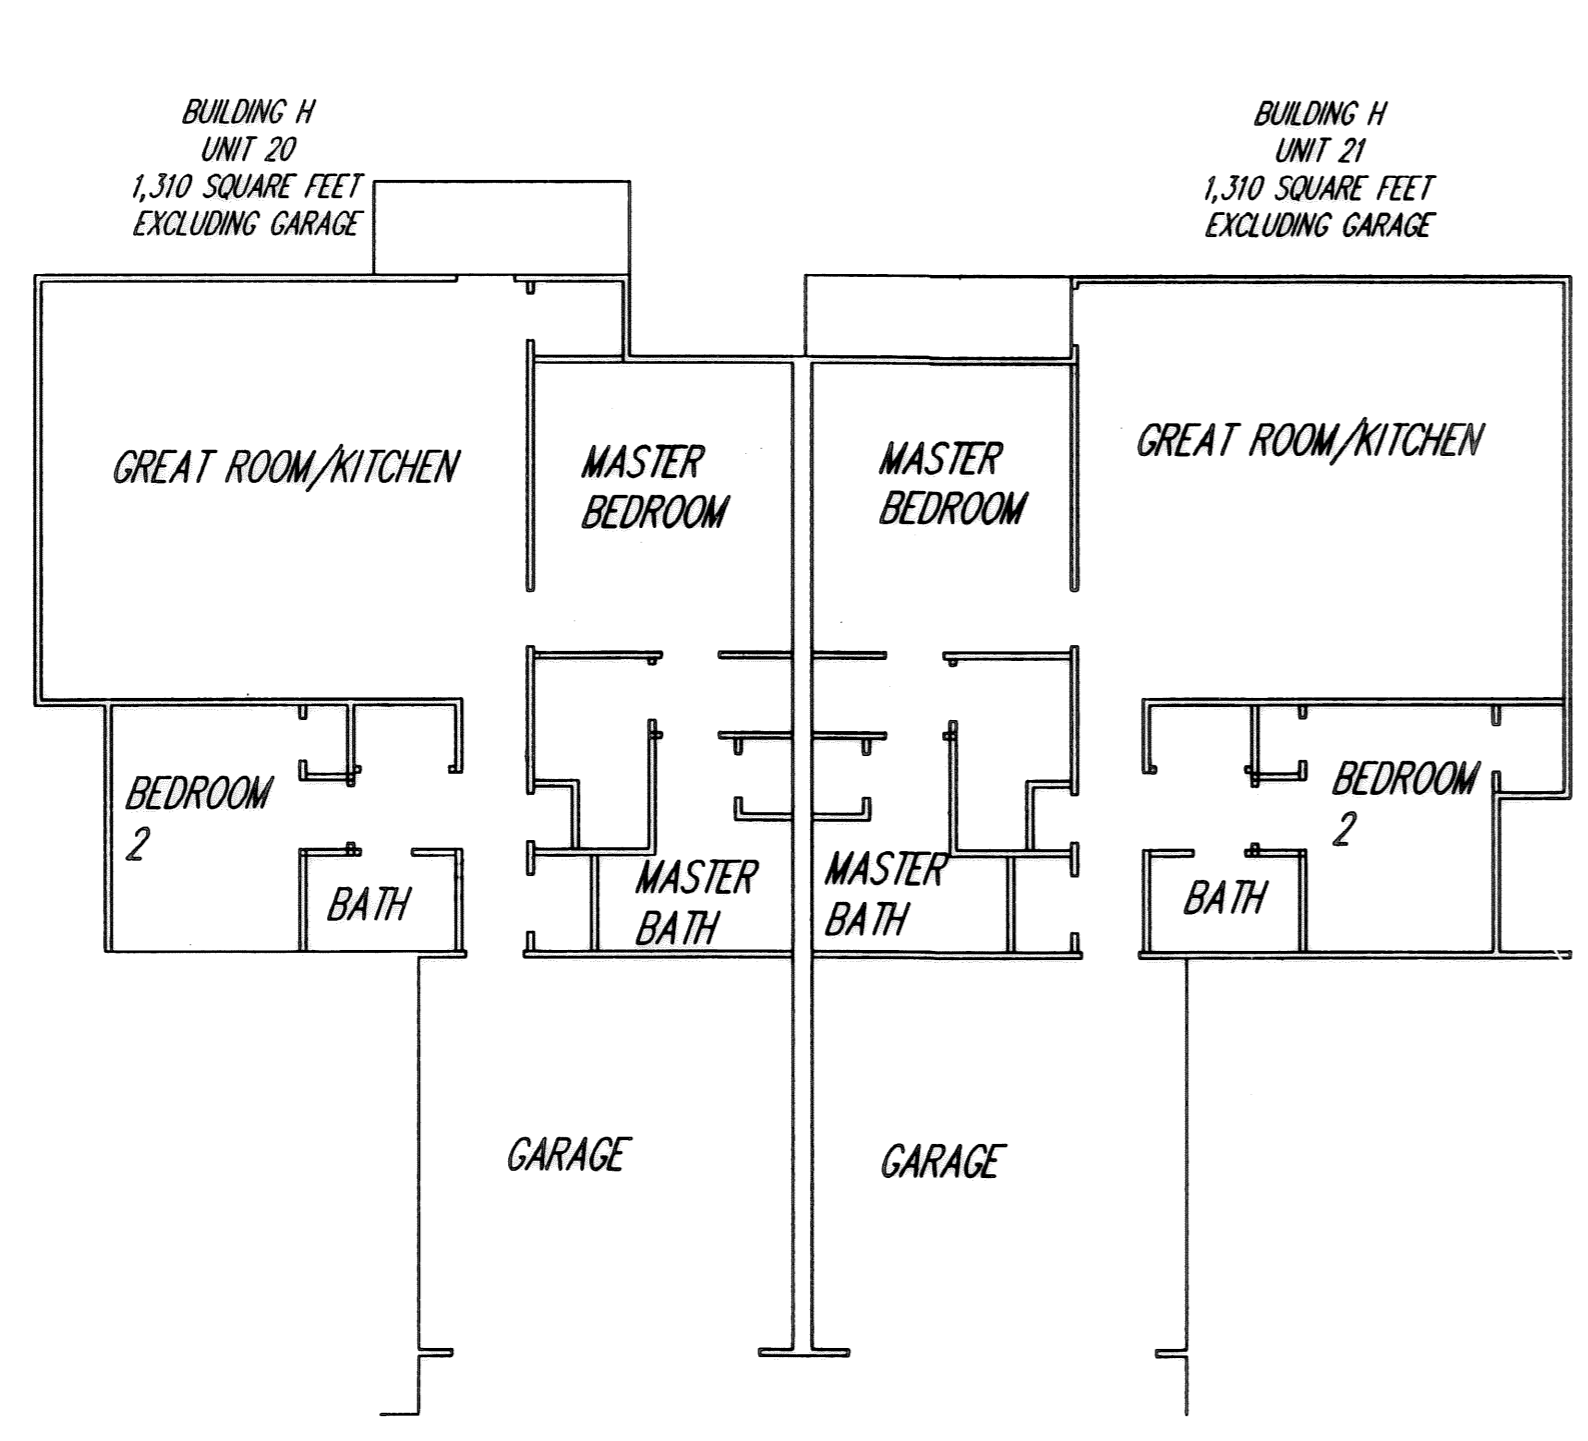 BUILDING H
UNIT 20
1,310 SQUARE FEET
EXCLUDING GARAGE
BUILDING H
UNIT 21
1,310 SQUARE FEET
EXCLUDING GARAGE
GREAT ROOM/KITCHEN
MASTER
BEDROOM
MASTER
BEDROOM
GREAT ROOM/KITCHEN
BEDROOM
2
BATH
MASTER
BATH
MASTER
BATH
BATH
BEDROOM
2
GARAGE
GARAGE